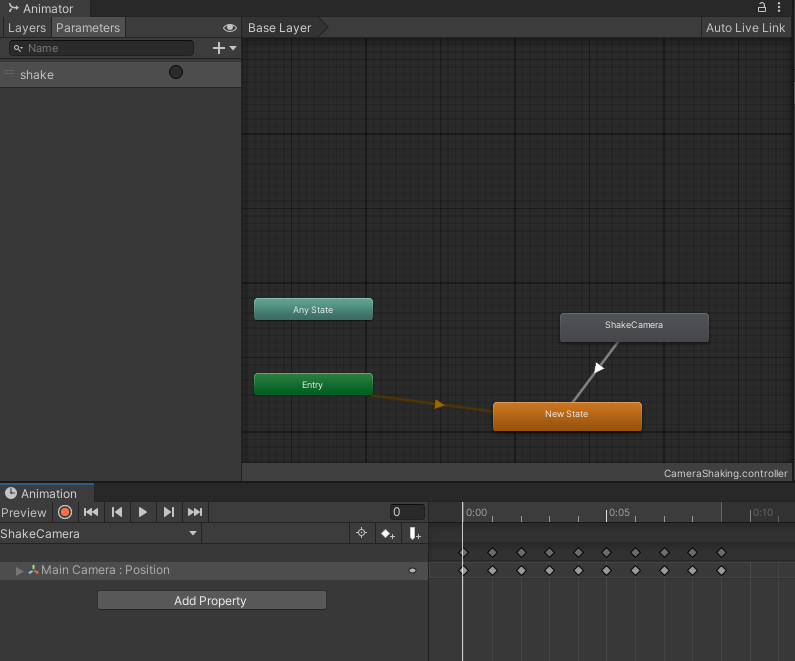 Animator
Layers Parameters Base Layer Auto Live Link
Name
shake
Any State
ShakeCamera
Entry
New State
CameraShaking.controller
Animation
Preview 0 0:00 0:05 0:10
ShakeCamera
Main Camera : Position
Add Property